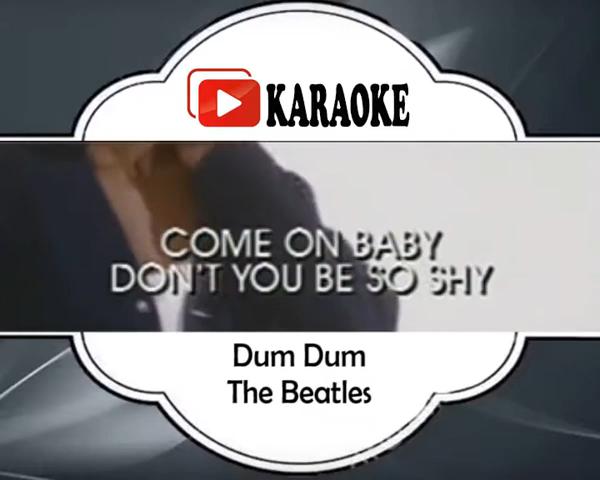 KARAOKE
COME ON BABY
DON'T YOU BE SO SHY
Dum Dum
The Beatles